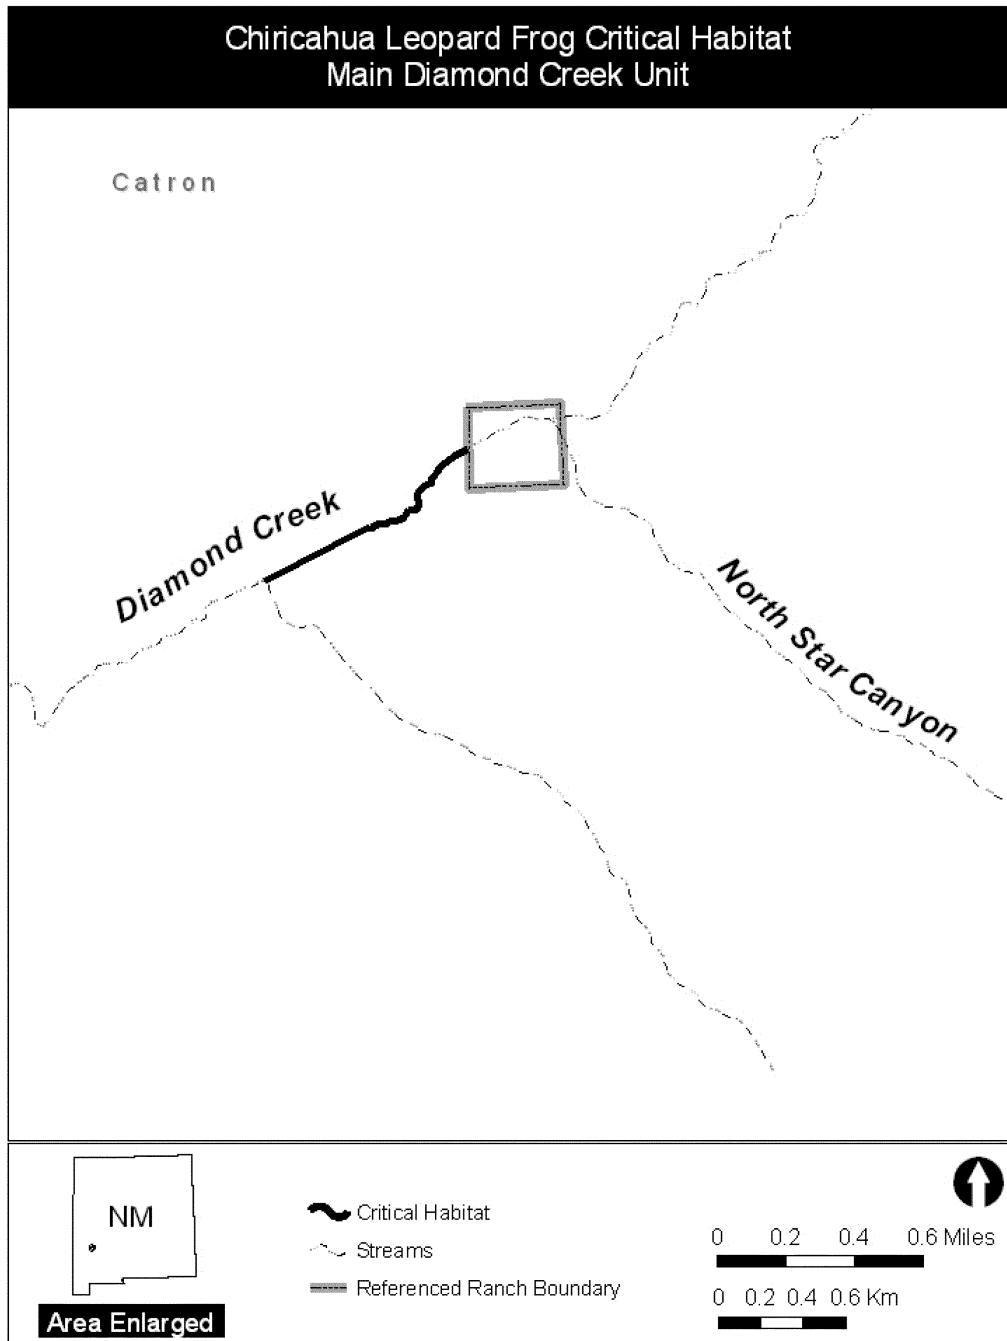 Chiricahua Leopard Frog Critical Habitat
Main Diamond Creek Unit
Catron
Diamond Creek
North Star Canyon
NM
Area Enlarged
Critical Habitat
Streams
Referenced Ranch Boundary
0 0.2 0.4 0.6 Miles
0 0.2 0.4 0.6 Km